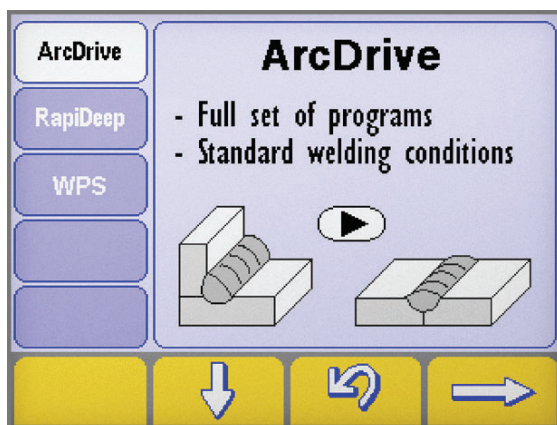 ArcDrive
RapiDeep
WPS
ArcDrive
- Full set of programs
- Standard welding conditions